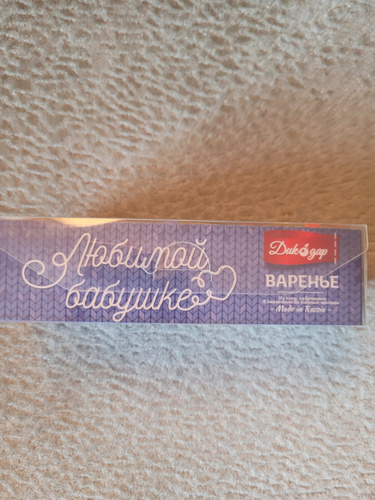 Любимой
бабушке
Дикодар
ВАРЕНЬЕ
Made in Russia